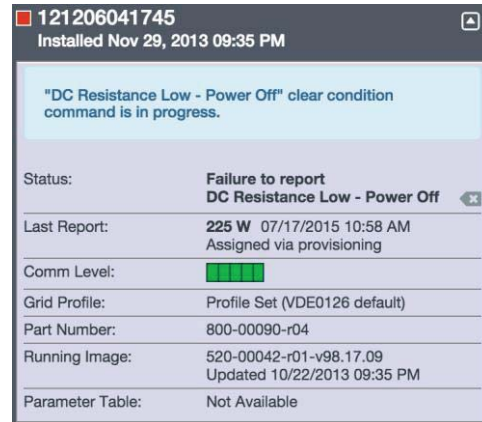 121206041745
Installed Nov 29, 2013 09:35 PM
"DC Resistance Low - Power Off" clear condition
command is in progress.
Status: Failure to report
DC Resistance Low - Power Off
Last Report: 225 W 07/17/2015 10:58 AM
Assigned via provisioning
Comm Level:
Grid Profile: Profile Set (VDE0126 default)
Part Number: 800-00090-r04
Running Image: 520-00042-r01-v98.17.09
Updated 10/22/2013 09:35 PM
Parameter Table: Not Available